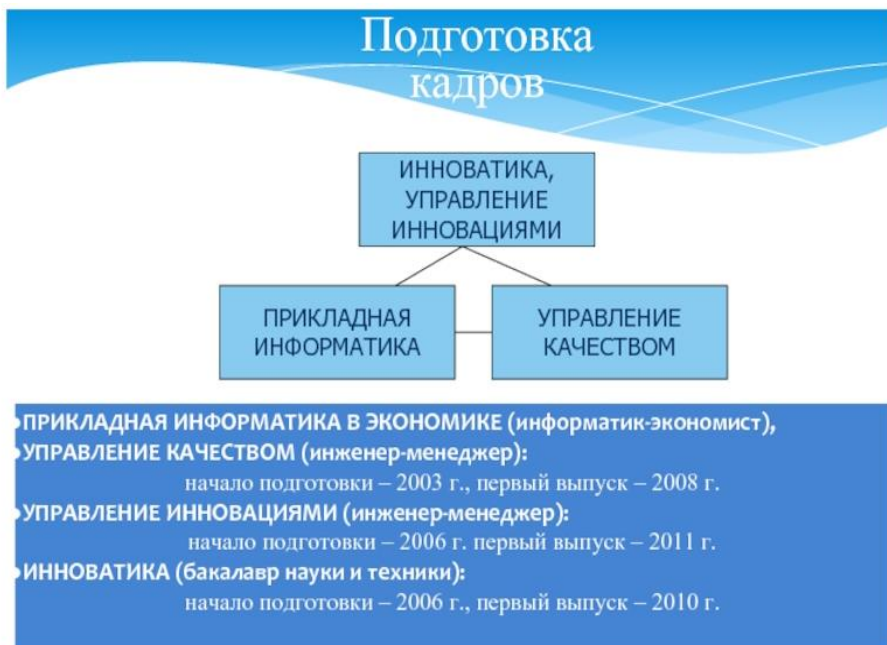 Подготовка
кадров
ИННОВАТИКА,
УПРАВЛЕНИЕ
ИННОВАЦИЯМИ
ПРИКЛАДНАЯ
ИНФОРМАТИКА
УПРАВЛЕНИЕ
КАЧЕСТВОМ
•ПРИКЛАДНАЯ ИНФОРМАТИКА В ЭКОНОМИКЕ (информатик-экономист),
•УПРАВЛЕНИЕ КАЧЕСТВОМ (инженер-менеджер):
начало подготовки – 2003 г., первый выпуск – 2008 г.
•УПРАВЛЕНИЕ ИННОВАЦИЯМИ (инженер-менеджер):
начало подготовки – 2006 г. первый выпуск – 2011 г.
•ИННОВАТИКА (бакалавр науки и техники):
начало подготовки – 2006 г., первый выпуск – 2010 г.